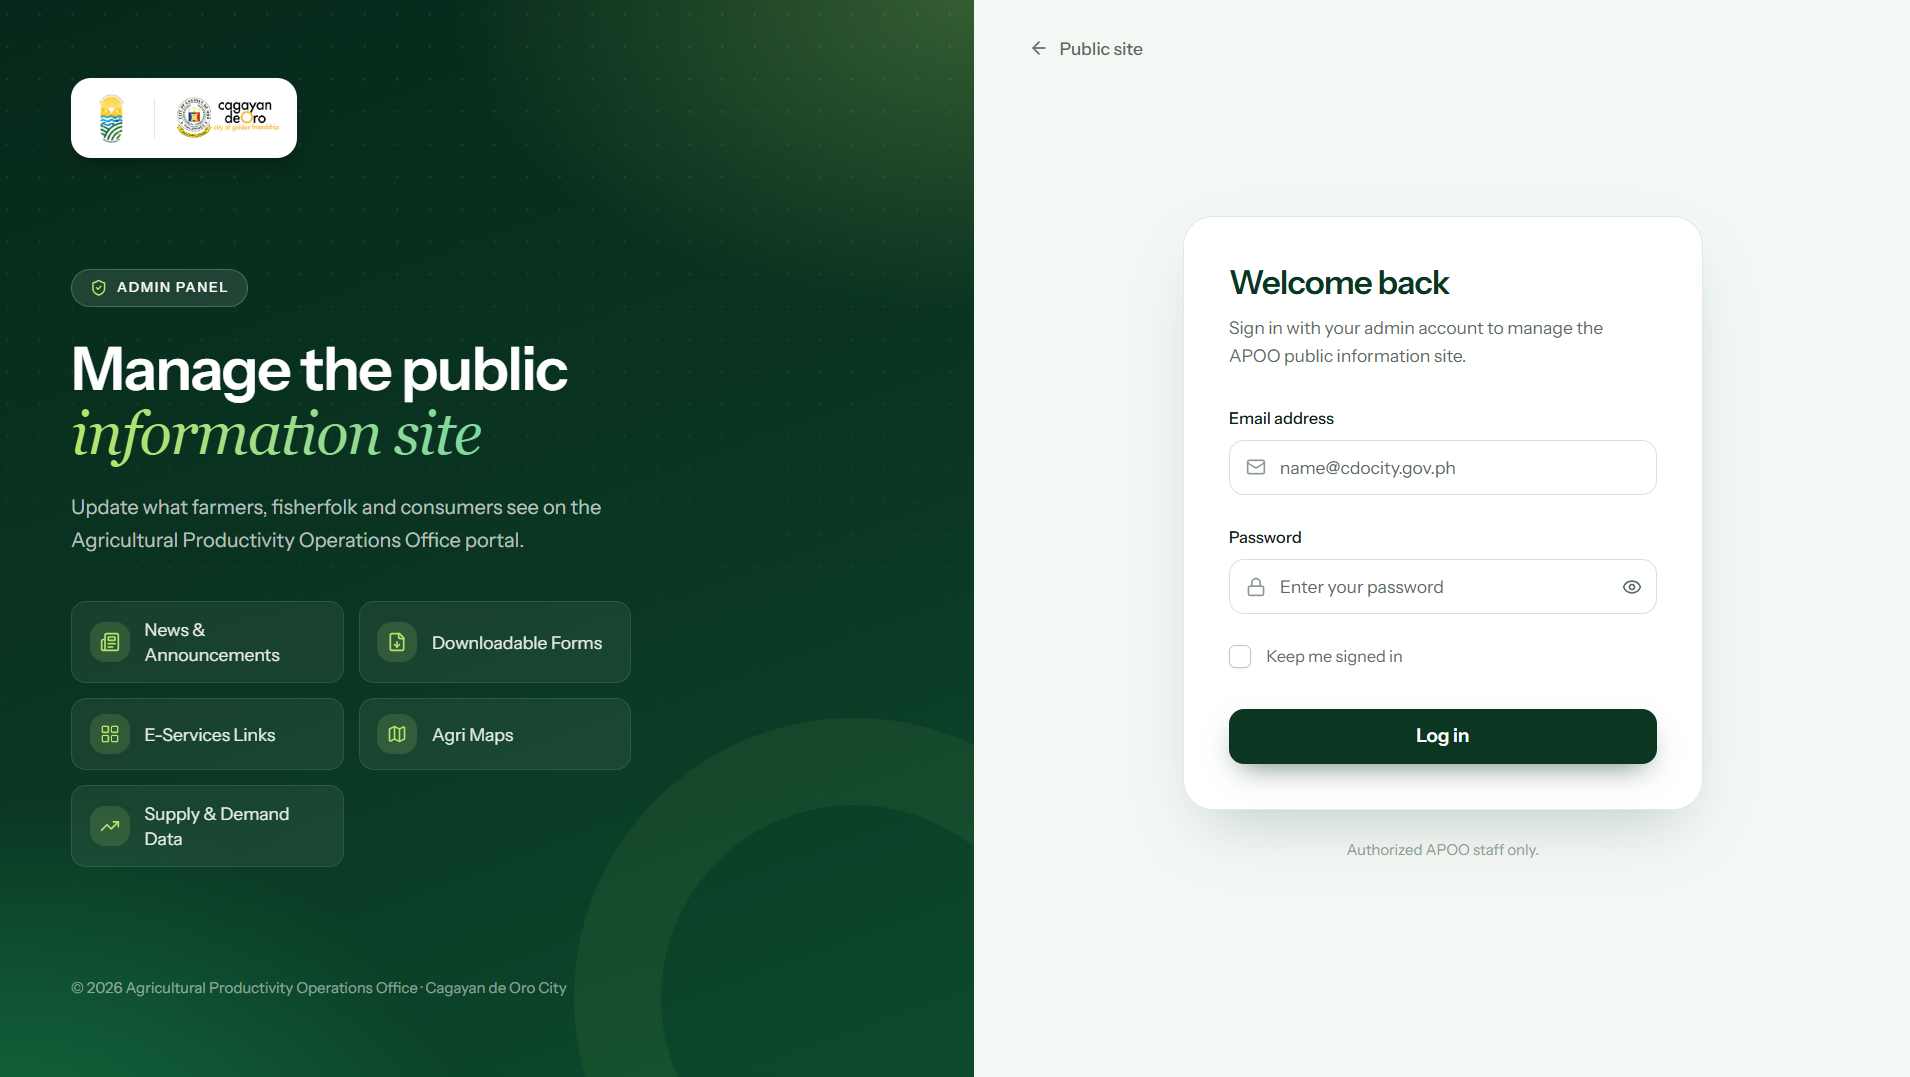 cagayan
de Oro
city of golden friendship
ADMIN PANEL
Manage the public
information site
Update what farmers, fisherfolk and consumers see on the
Agricultural Productivity Operations Office portal.
News &
Announcements
Downloadable Forms
E-Services Links
Agri Maps
Supply & Demand
Data
© 2026 Agricultural Productivity Operations Office · Cagayan de Oro City
Public site
Welcome back
Sign in with your admin account to manage the
APOO public information site.
Email address
name@cdocity.gov.ph
Password
Enter your password
Keep me signed in
Log in
Authorized APOO staff only.